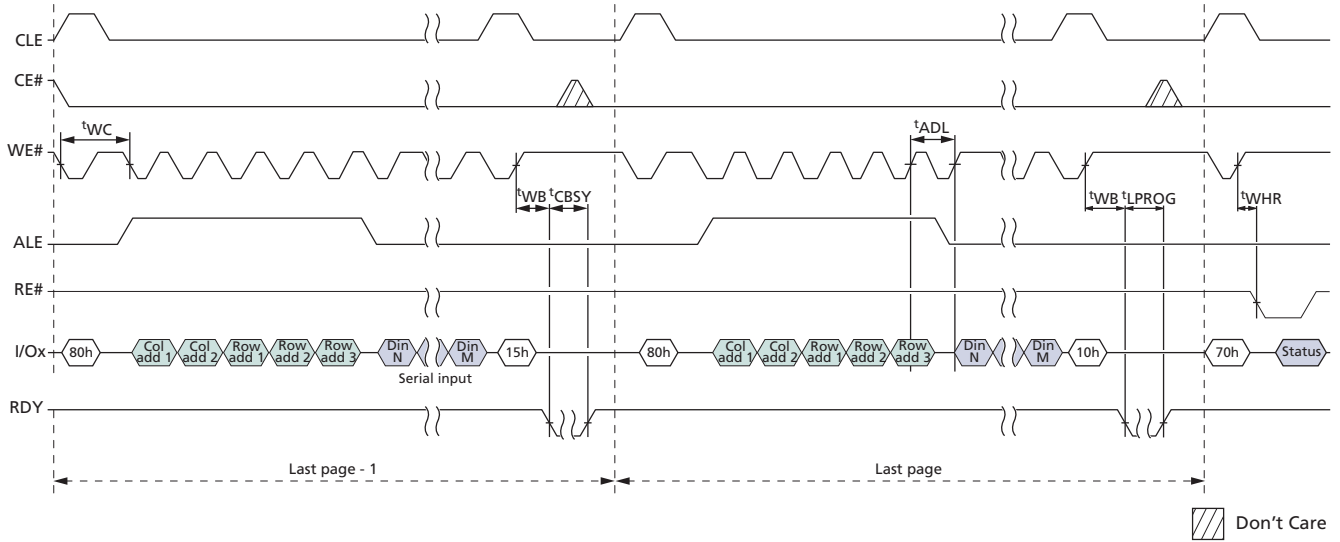 CLE
CE#
tWC
tADL
WE#
tWB tCBSY
tWB tLPROG
tWHR
ALE
RE#
I/Ox
80h
Col add 1
Col add 2
Row add 1
Row add 2
Row add 3
Din N
Din M
15h
80h
Col add 1
Col add 2
Row add 1
Row add 2
Row add 3
Din N
Din M
10h
70h
Status
Serial input
RDY
Last page - 1
Last page
Don't Care